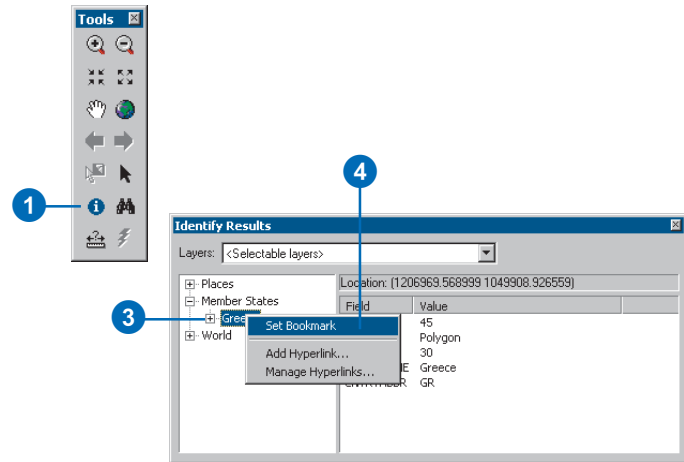 Tools
1
4
Identify Results
Layers: <Selectable layers>
Places
Member States
3
World
Location: (1206969.568999 1049908.926559)
Field Value
45
Polygon
30
Greece
GR
Set Bookmark
Add Hyperlink...
Manage Hyperlinks...